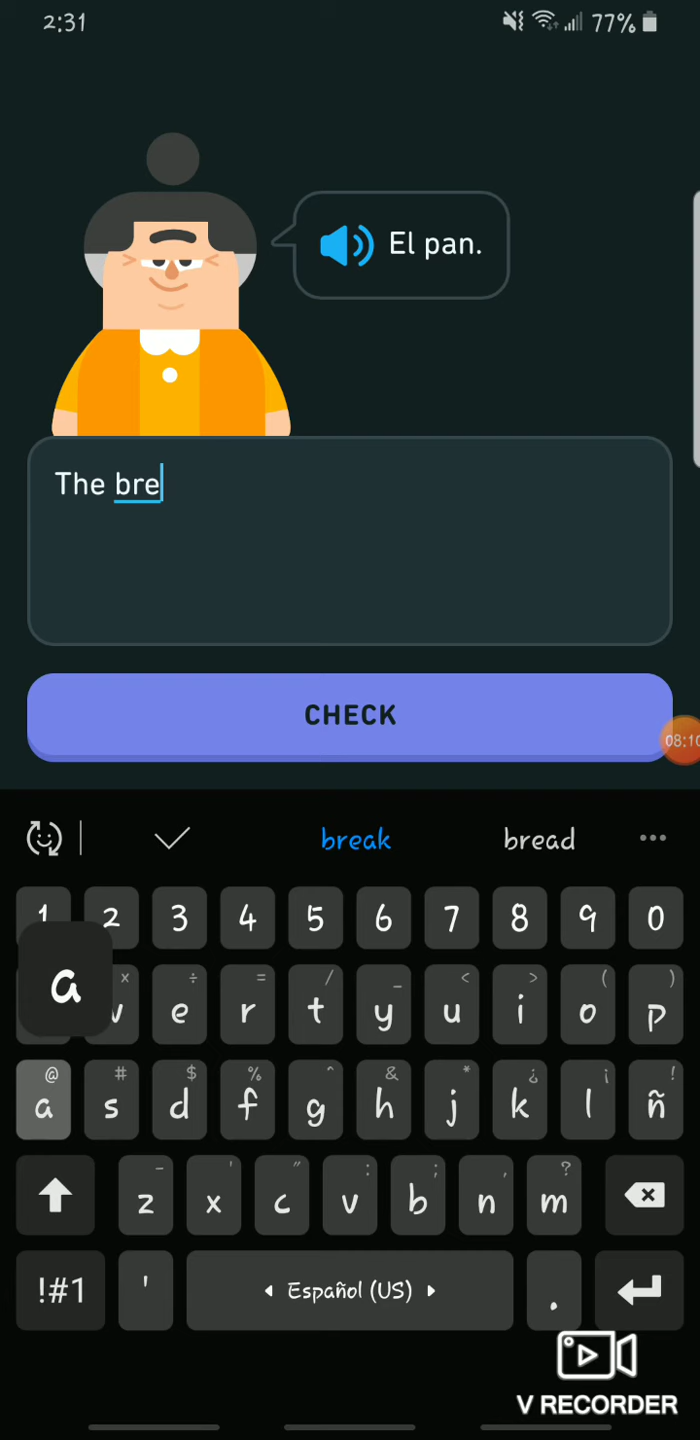 2:31 77%
El pan.
The bre
CHECK
08:10
break bread
1 2 3 4 5 6 7 8 9 0
a
x ÷ = / _ < > ( )
e r t y u i o p
@ # $ % ^ & * ¿ ¡ !
a s d f g h j k l ñ
- ' " : ; , ?
z x c v b n m
!#1 ' Español (US) .
V RECORDER